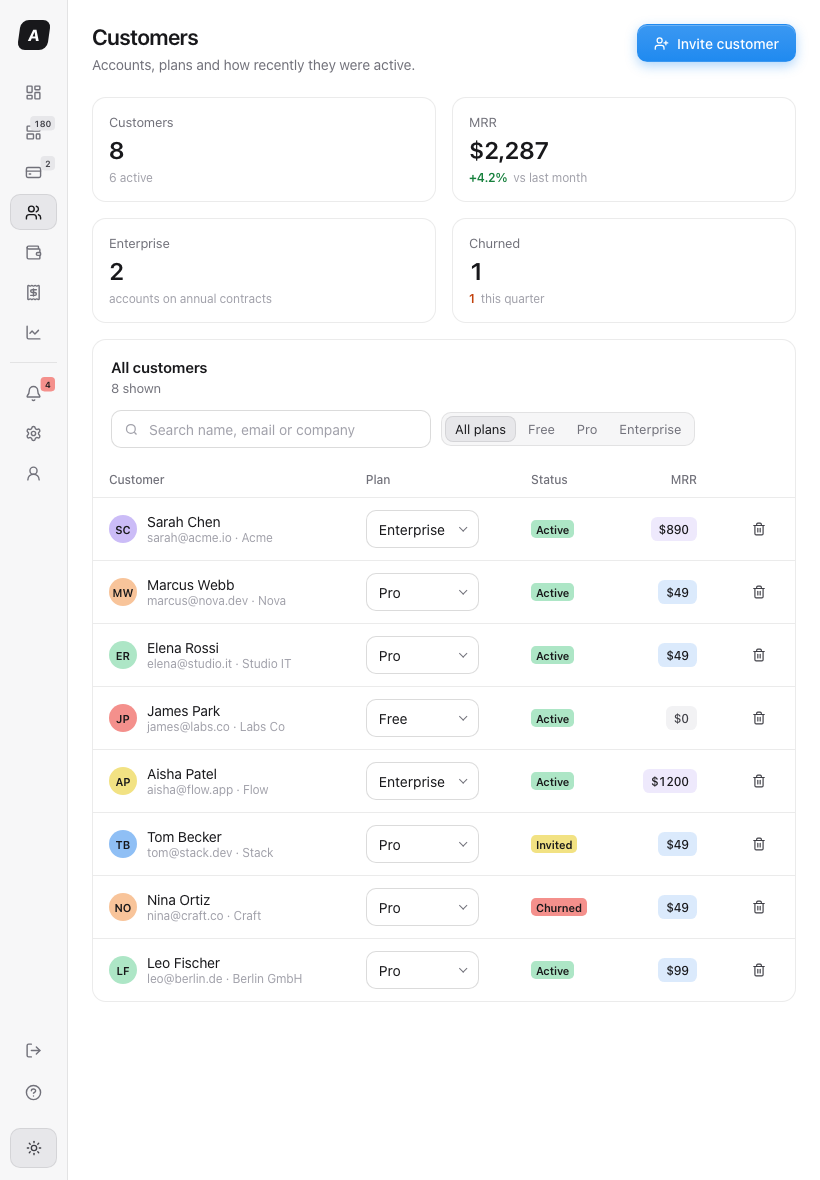 A
180
2
4
Customers
Accounts, plans and how recently they were active.
Invite customer
Customers
8
6 active
MRR
$2,287
+4.2% vs last month
Enterprise
2
accounts on annual contracts
Churned
1
1 this quarter
All customers
8 shown
Search name, email or company
All plans Free Pro Enterprise
Customer Plan Status MRR
SC Sarah Chen Enterprise Active $890
sarah@acme.io · Acme
MW Marcus Webb Pro Active $49
marcus@nova.dev · Nova
ER Elena Rossi Pro Active $49
elena@studio.it · Studio IT
JP James Park Free Active $0
james@labs.co · Labs Co
AP Aisha Patel Enterprise Active $1200
aisha@flow.app · Flow
TB Tom Becker Pro Invited $49
tom@stack.dev · Stack
NO Nina Ortiz Pro Churned $49
nina@craft.co · Craft
LF Leo Fischer Pro Active $99
leo@berlin.de · Berlin GmbH